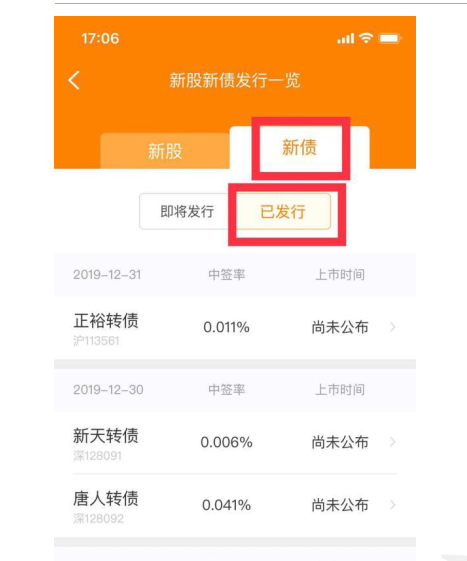 17:06
新股新债发行一览
新股 新债
即将发行 已发行
2019-12-31 中签率 上市时间
正裕转债 0.011% 尚未公布
沪113561
2019-12-30 中签率 上市时间
新天转债 0.006% 尚未公布
深128091
唐人转债 0.041% 尚未公布
深128092